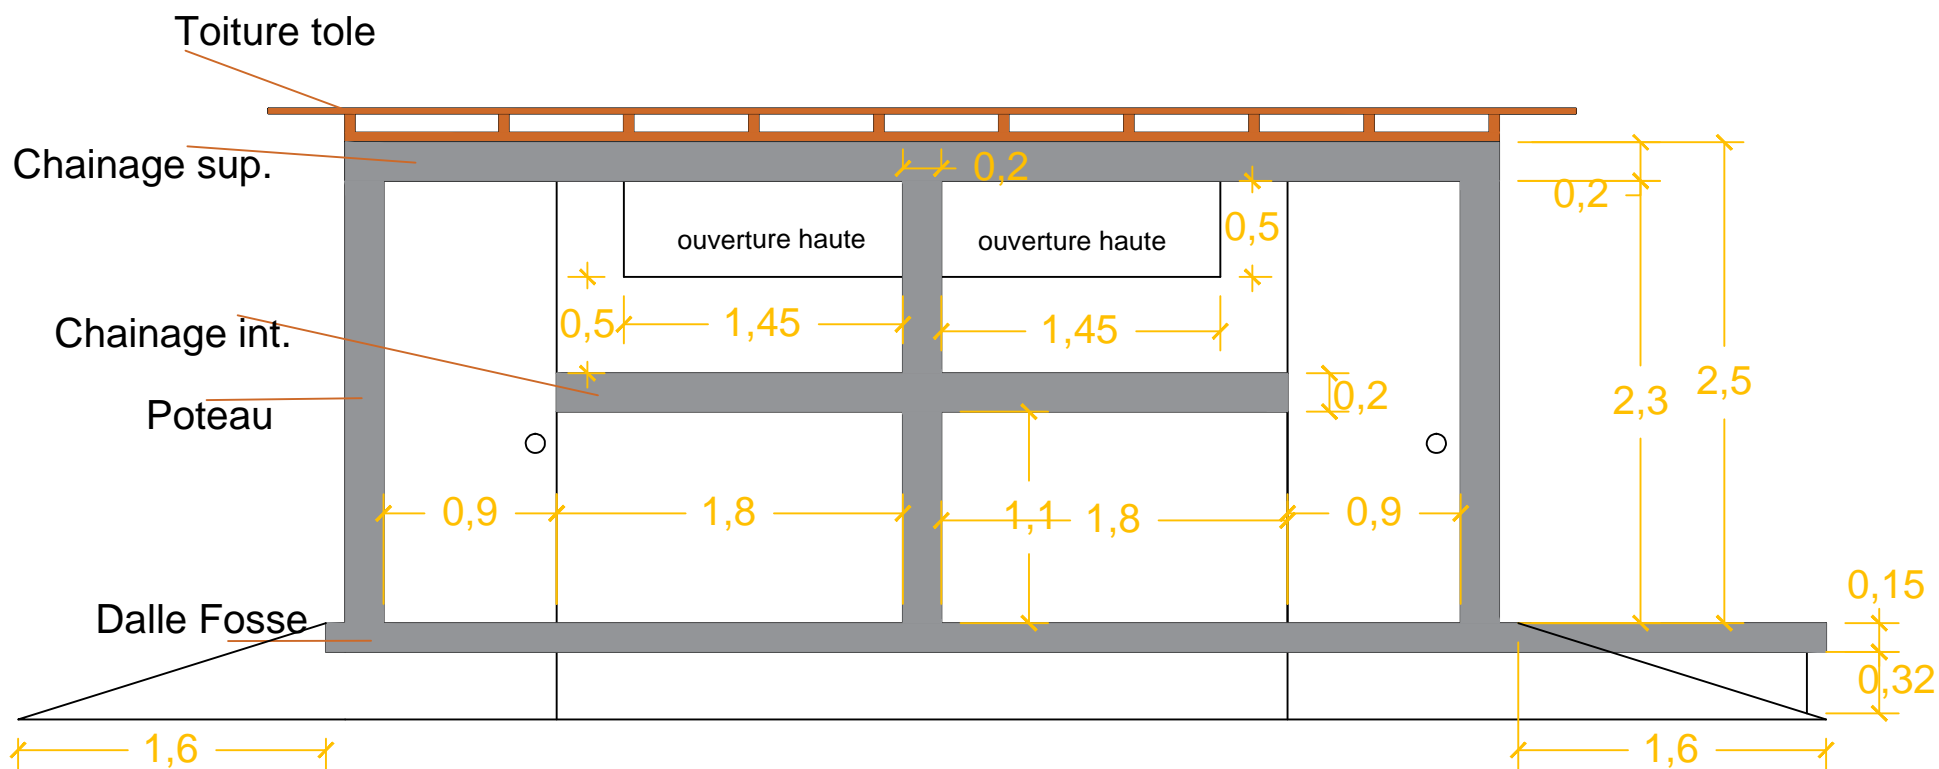 Toiture tole
Chainage sup.
0,2
0,2
ouverture haute
ouverture haute
0,5
0,5
1,45
1,45
Chainage int.
Poteau
0,2
2,3
2,5
0,9
1,8
1,1
1,8
0,9
Dalle Fosse
0,15
0,32
1,6
1,6